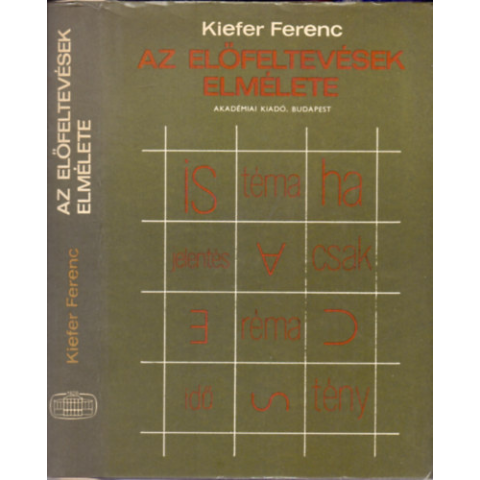 Kiefer Ferenc
AZ ELŐFELTEVÉSEK
ELMÉLETE
AKADÉMIAI KIADÓ, BUDAPEST
is téma ha
jelentés ∀ csak
∃ réma ⊃
idő ∽ tény
AZ ELŐFELTEVÉSEK
ELMÉLETE
Kiefer Ferenc